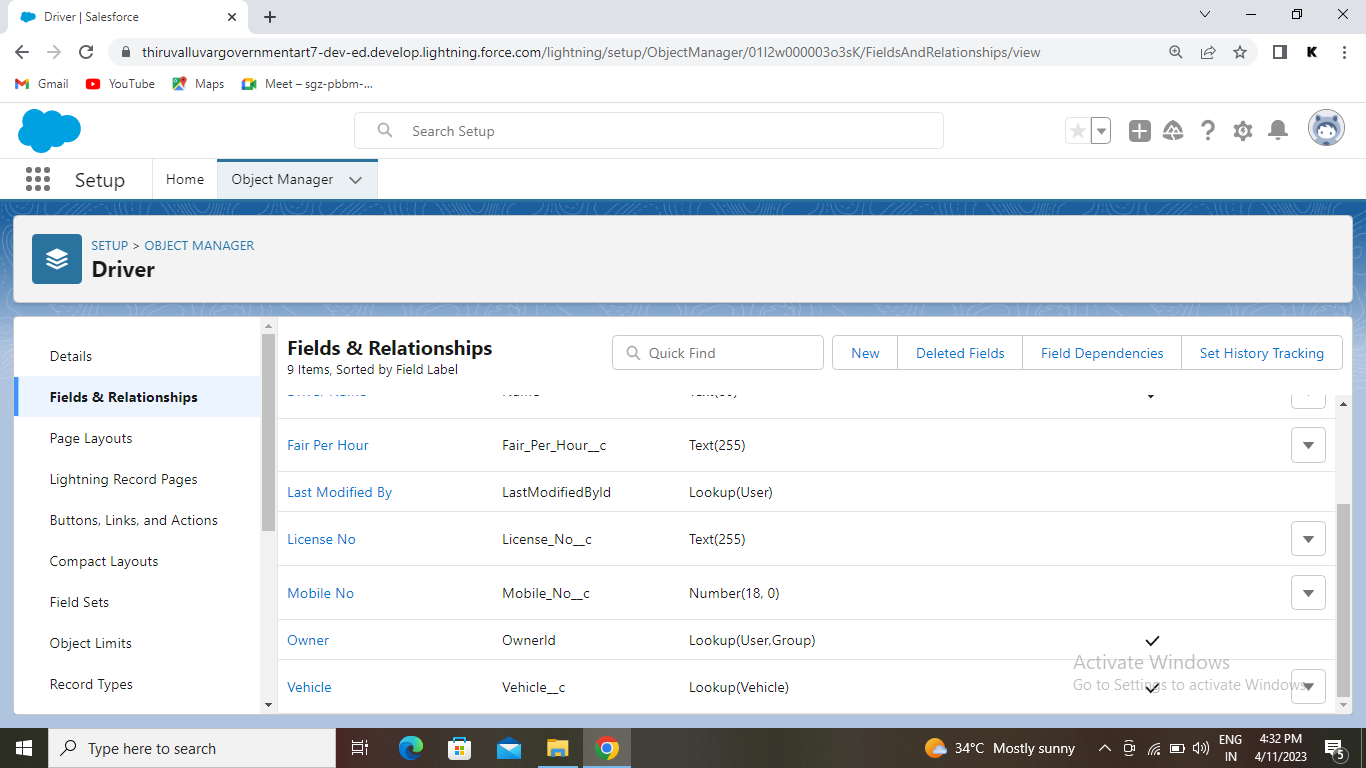 Driver | Salesforce
thiruvalluvargovernmentart7-dev-ed.develop.lightning.force.com/lightning/setup/ObjectManager/01I2w000003o3sK/FieldsAndRelationships/view
K
Gmail YouTube Maps Meet – sgz-pbbm-...
Search Setup
Setup Home Object Manager
SETUP > OBJECT MANAGER
Driver
Details
Fields & Relationships
Page Layouts
Lightning Record Pages
Buttons, Links, and Actions
Compact Layouts
Field Sets
Object Limits
Record Types
Fields & Relationships
9 Items, Sorted by Field Label
Quick Find
New Deleted Fields Field Dependencies Set History Tracking
Fair Per Hour Fair_Per_Hour__c Text(255)
Last Modified By LastModifiedById Lookup(User)
License No License_No__c Text(255)
Mobile No Mobile_No__c Number(18, 0)
Owner OwnerId Lookup(User,Group)
Vehicle Vehicle__c Lookup(Vehicle)
Activate Windows
Go to Settings to activate Windows.
Type here to search
34°C Mostly sunny
ENG
IN
4:32 PM
4/11/2023
5